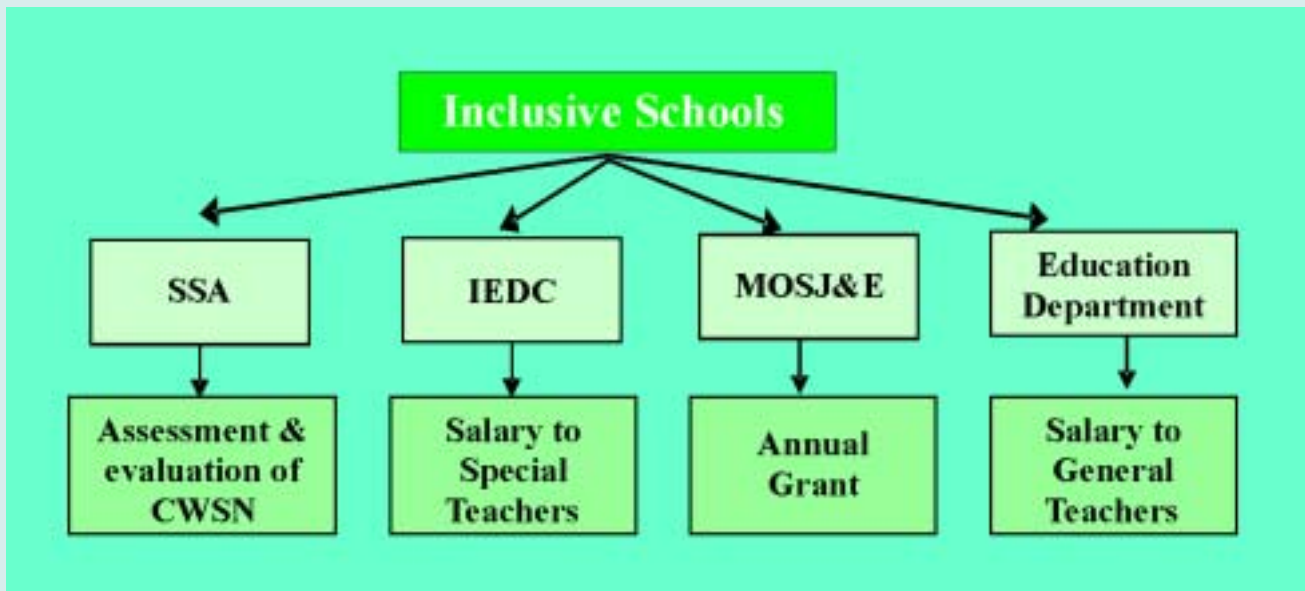 Inclusive Schools
SSA
IEDC
MOSJ&E
Education
Department
Assessment &
evaluation of
CWSN
Salary to
Special
Teachers
Annual
Grant
Salary to
General
Teachers